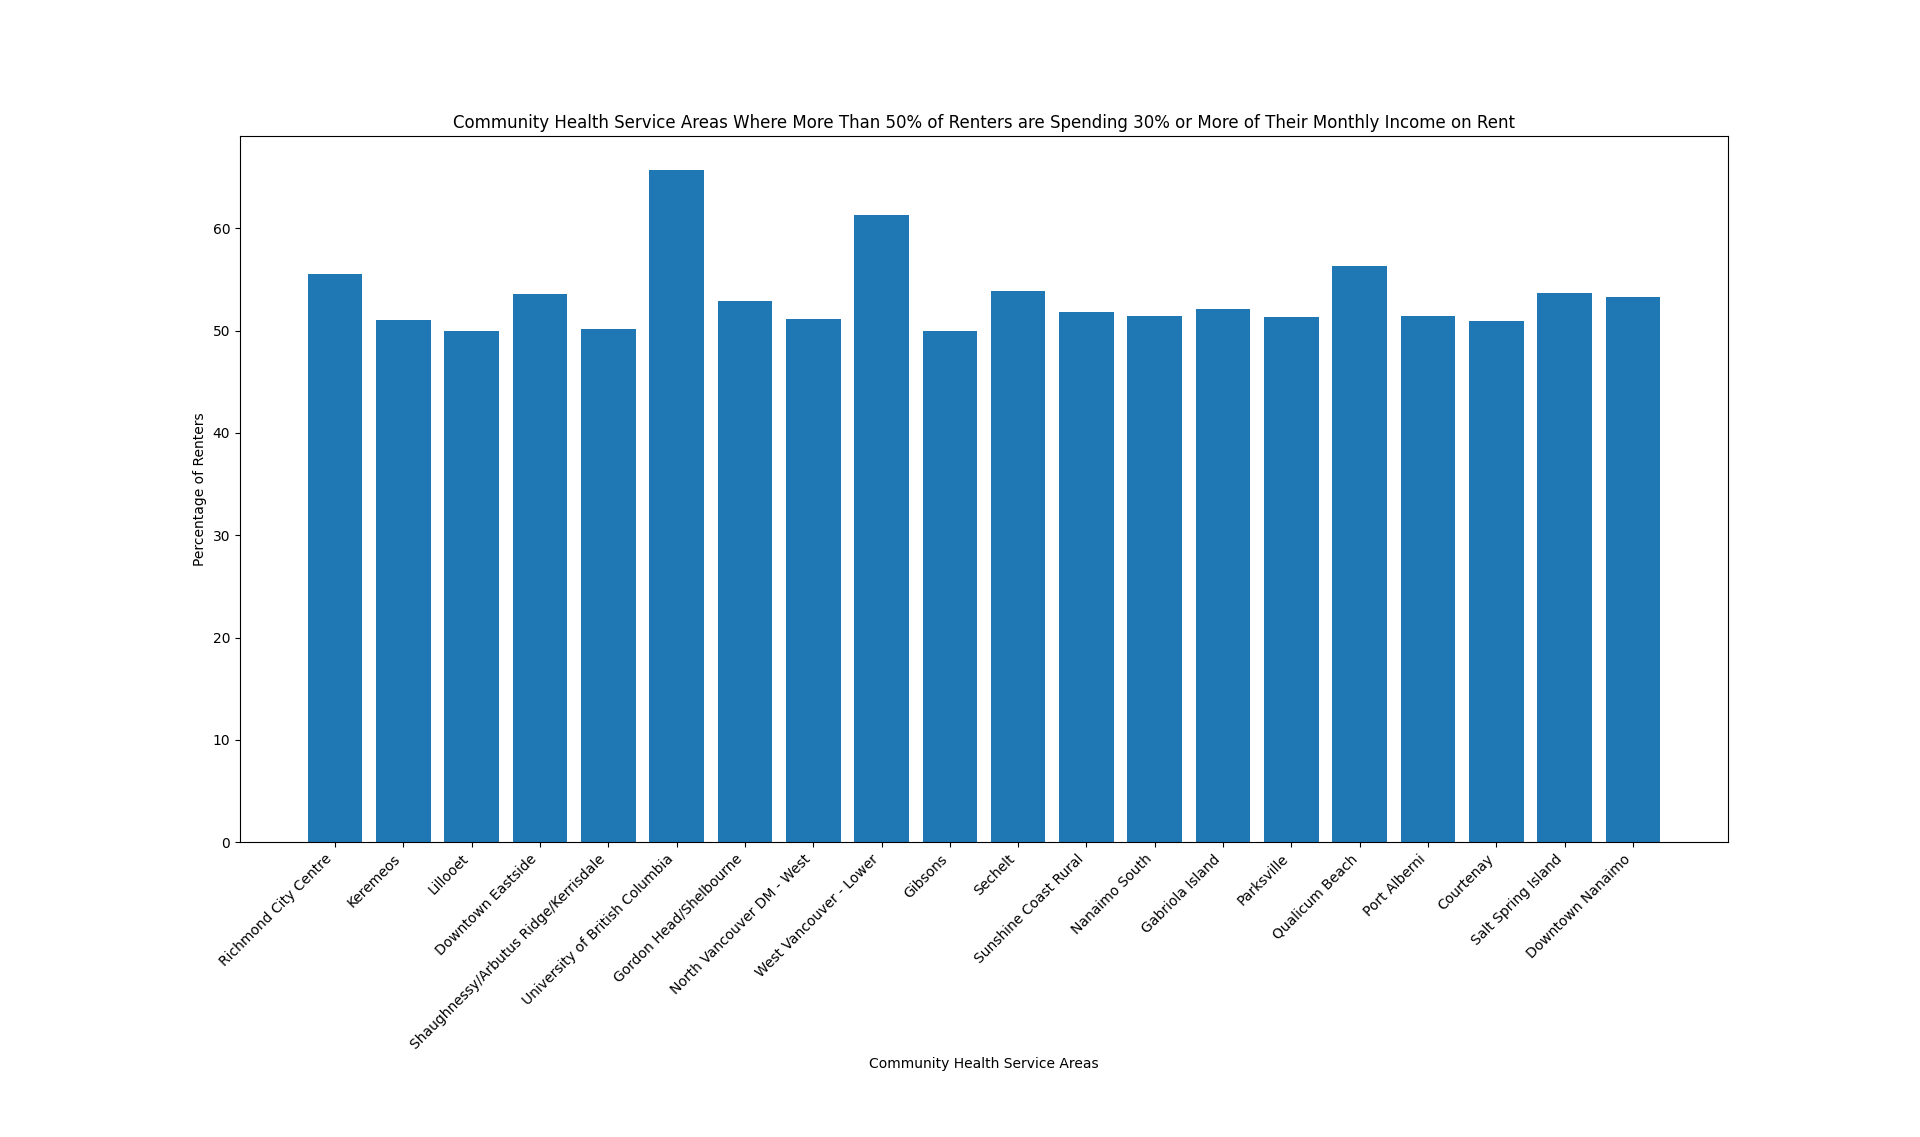 Community Health Service Areas Where More Than 50% of Renters are Spending 30% or More of Their Monthly Income on Rent
Percentage of Renters
60
50
40
30
20
10
0
Richmond City Centre
Keremeos
Lillooet
Downtown Eastside
Shaughnessy/Arbutus Ridge/Kerrisdale
University of British Columbia
Gordon Head/Shelbourne
North Vancouver DM - West
West Vancouver - Lower
Gibsons
Sechelt
Sunshine Coast Rural
Nanaimo South
Gabriola Island
Parksville
Qualicum Beach
Port Alberni
Courtenay
Salt Spring Island
Downtown Nanaimo
Community Health Service Areas